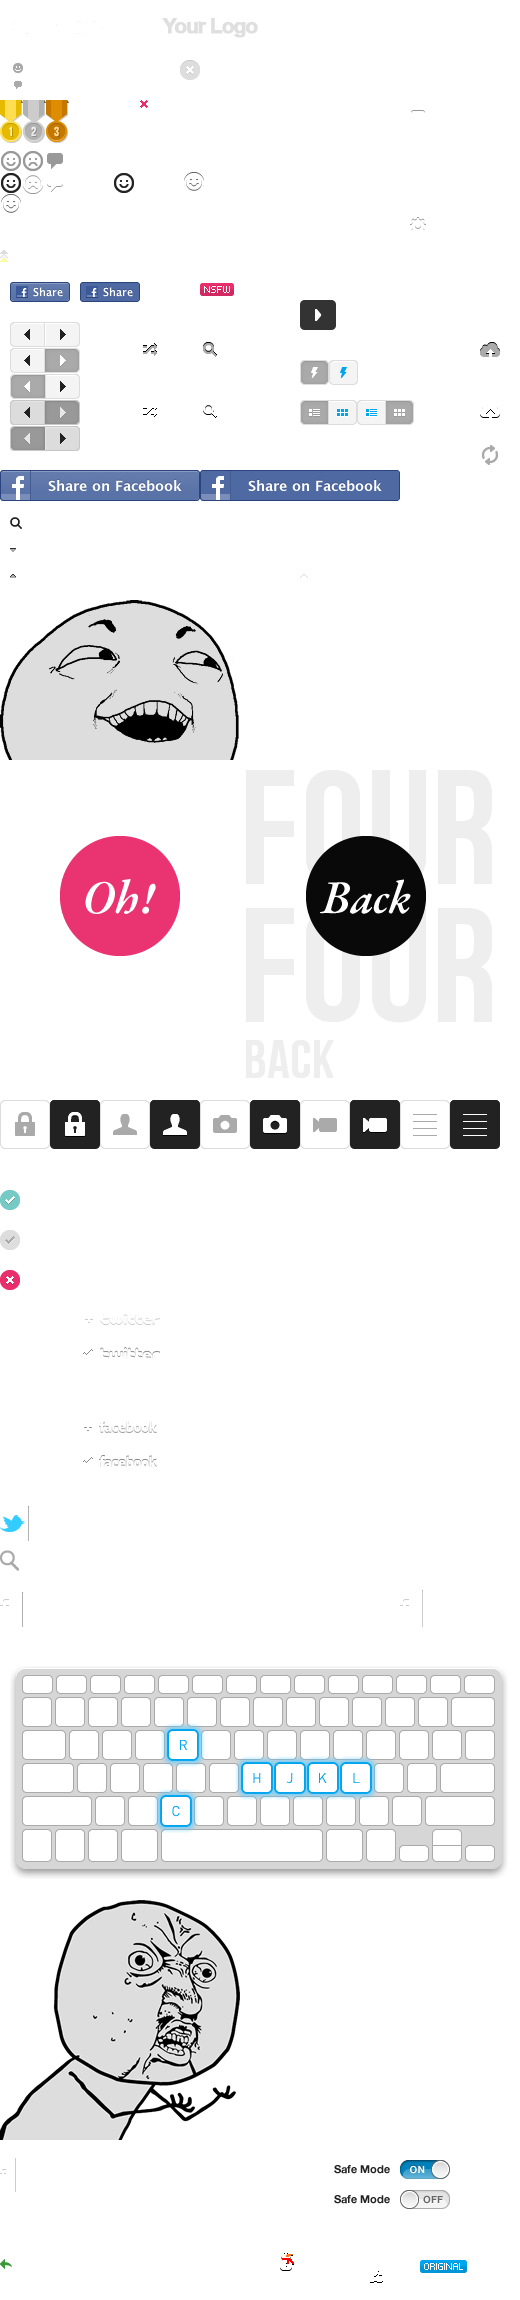 Your Logo
1 2 3
Share Share
NSFW
f Share on Facebook f Share on Facebook
FOUR
Oh! Back
FOUR
BACK
twitter
twitter
facebook
facebook
R
H J K L
C
Safe Mode ON
Safe Mode OFF
ORIGINAL